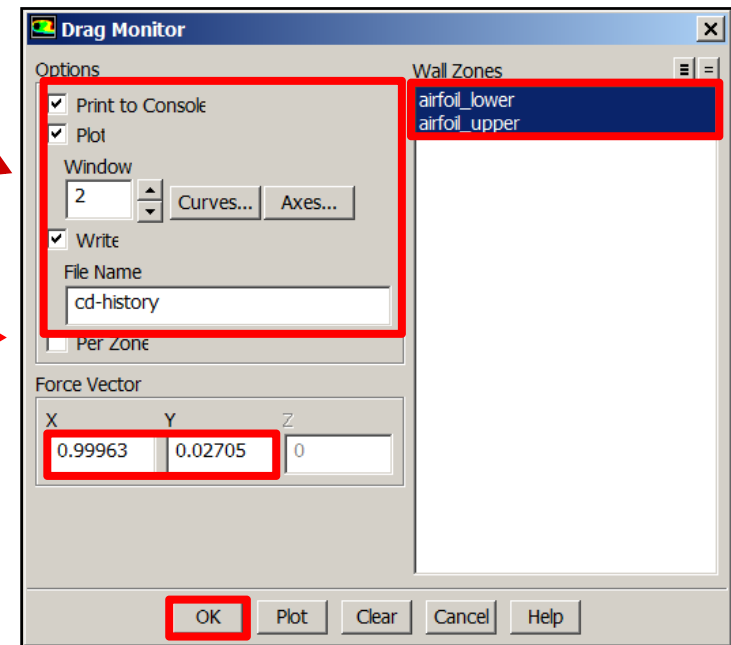 Drag Monitor
Options
Print to Console
Plot
Window
2
Curves...
Axes...
Write
File Name
cd-history
Per Zone
Force Vector
X Y Z
0.99963 0.02705 0
Wall Zones
airfoil_lower
airfoil_upper
OK Plot Clear Cancel Help